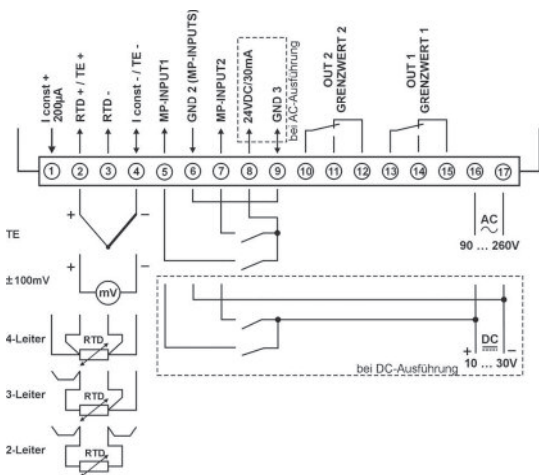 I const +
200µA
RTD + / TE +
RTD -
I const - / TE -
MP-INPUT1
GND 2 (MP-INPUTS)
MP-INPUT2
24VDC/30mA
GND 3
bei AC-Ausführung
OUT 2
GRENZWERT 2
OUT 1
GRENZWERT 1
1 2 3 4 5 6 7 8 9 10 11 12 13 14 15 16 17
+ −
TE
AC
90 ... 260V
±100mV
+ −
mV
4-Leiter
RTD
+ DC −
10 ... 30V
bei DC-Ausführung
3-Leiter
RTD
2-Leiter
RTD